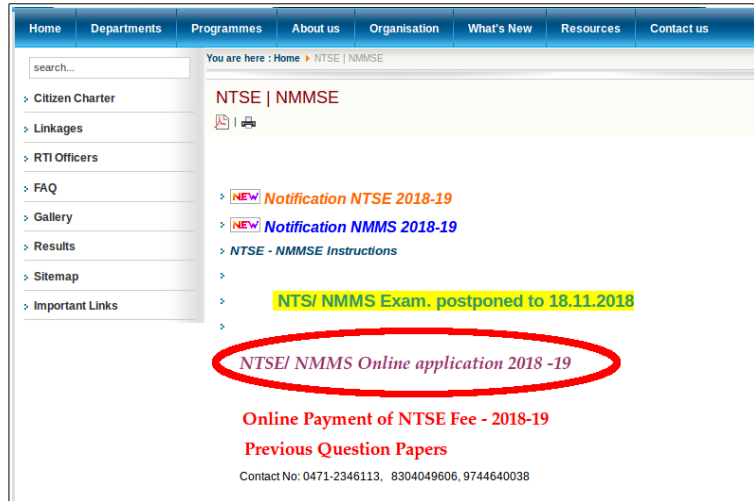 Home Departments Programmes About us Organisation What's New Resources Contact us
search...
You are here : Home NTSE | NMMSE
Citizen Charter
Linkages
RTI Officers
FAQ
Gallery
Results
Sitemap
Important Links
NTSE | NMMSE
|
NEW Notification NTSE 2018-19
NEW Notification NMMS 2018-19
NTSE - NMMSE Instructions
NTS/ NMMS Exam. postponed to 18.11.2018
NTSE/ NMMS Online application 2018 -19
Online Payment of NTSE Fee - 2018-19
Previous Question Papers
Contact No: 0471-2346113, 8304049606, 9744640038